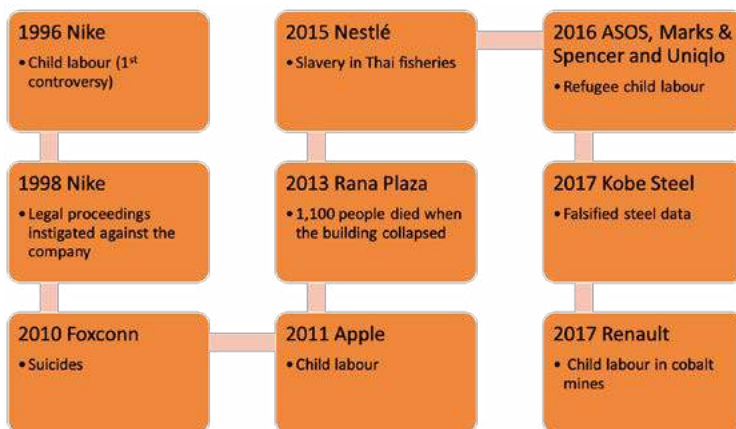 1996 Nike
• Child labour (1st
controversy)
1998 Nike
• Legal proceedings
instigated against the
company
2010 Foxconn
• Suicides
2011 Apple
• Child labour
2013 Rana Plaza
• 1,100 people died when
the building collapsed
2015 Nestlé
• Slavery in Thai fisheries
2016 ASOS, Marks &
Spencer and Uniqlo
• Refugee child labour
2017 Kobe Steel
• Falsified steel data
2017 Renault
• Child labour in cobalt
mines